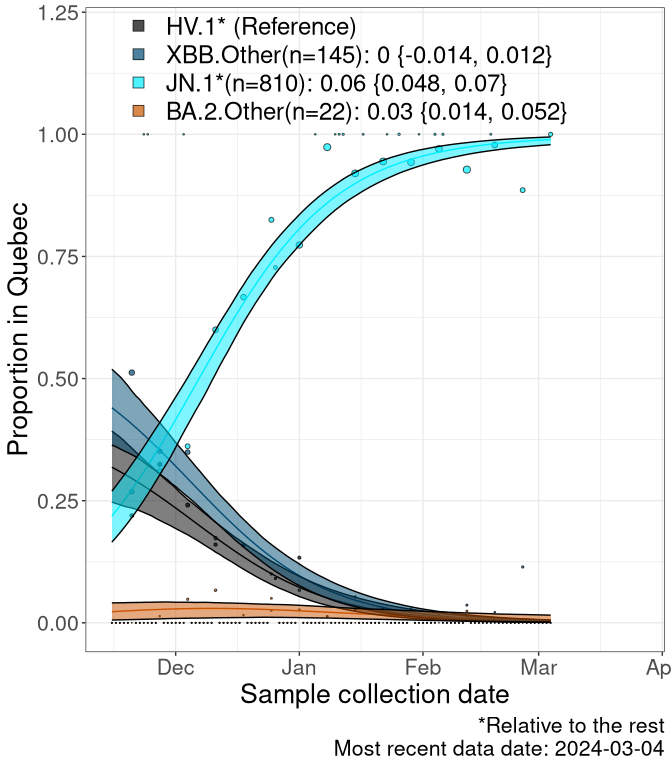 HV.1* (Reference)
XBB.Other(n=145): 0 {-0.014, 0.012}
JN.1*(n=810): 0.06 {0.048, 0.07}
BA.2.Other(n=22): 0.03 {0.014, 0.052}
1.25
1.00
0.75
0.50
0.25
0.00
Proportion in Quebec
Dec Jan Feb Mar Ap
Sample collection date
*Relative to the rest
Most recent data date: 2024-03-04